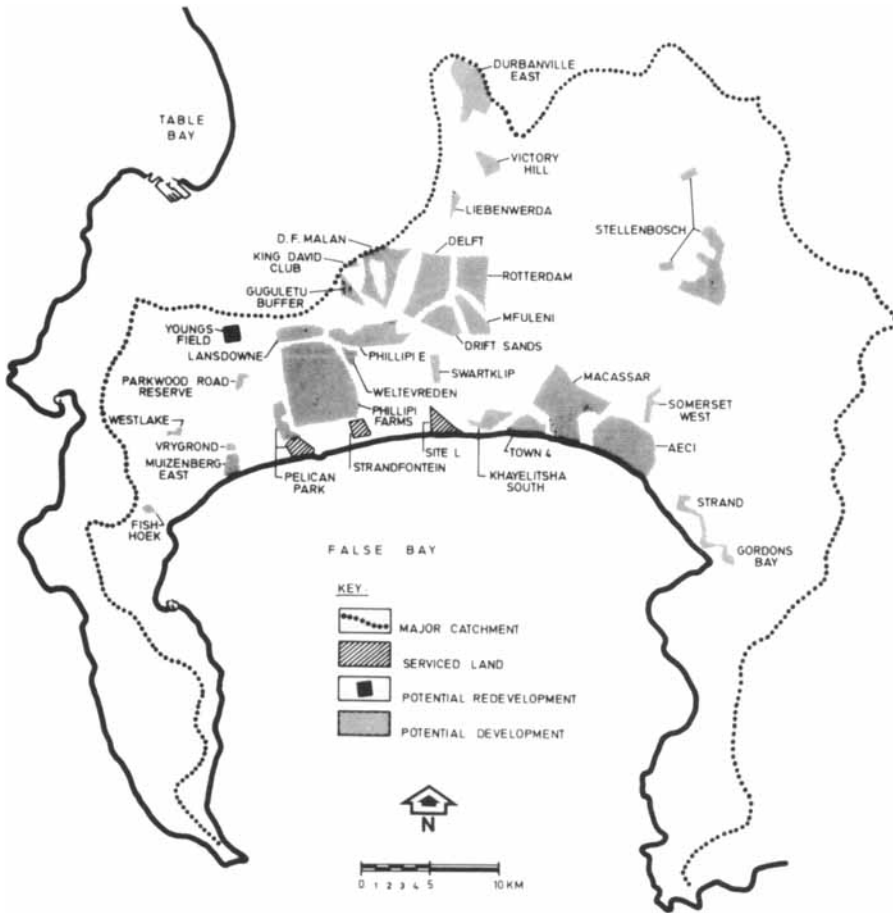 DURBANVILLE
EAST
TABLE
BAY
VICTORY
HILL
LIEBENWERDA
STELLENBOSCH
D.F. MALAN
DELFT
KING DAVID
CLUB
ROTTERDAM
GUGULETU
BUFFER
MFULENI
YOUNGS
FIELD
DRIFT SANDS
LANSDOWNE
PHILLIPI E
SWARTKLIP
MACASSAR
PARKWOOD ROAD
RESERVE
WELTEVREDEN
SOMERSET
WEST
PHILLIPI
FARMS
WESTLAKE
VRYGROND
MUIZENBERG
EAST
SITE L
TOWN 4
AECI
PELICAN
PARK
STRANDFONTEIN
KHAYELITSHA
SOUTH
STRAND
FISH
HOEK
GORDONS
BAY
FALSE BAY
KEY:
MAJOR CATCHMENT
SERVICED LAND
POTENTIAL REDEVELOPMENT
POTENTIAL DEVELOPMENT
N
0 1 2 3 4 5 10 KM